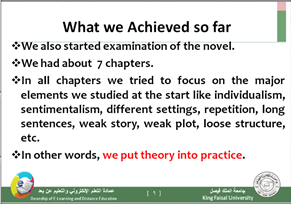 What we Achieved so far
❖We also started examination of the novel.
❖We had about 7 chapters.
❖In all chapters we tried to focus on the major
elements we studied at the start like individualism,
sentimentalism, different settings, repetition, long
sentences, weak story, weak plot, loose structure,
etc.
❖In other words, we put theory into practice.
عمادة التعلم الإلكتروني والتعليم عن بعد
Deanship of E-Learning and Distance Education
جامعة الملك فيصل
King Faisal University